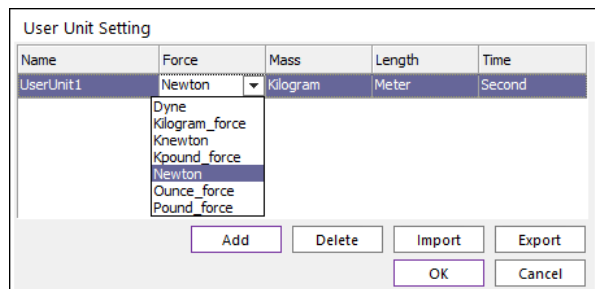 User Unit Setting
Name Force Mass Length Time
UserUnit1 Newton Kilogram Meter Second
Dyne
Kilogram_force
Knewton
Kpound_force
Newton
Ounce_force
Pound_force
Add Delete Import Export
OK Cancel